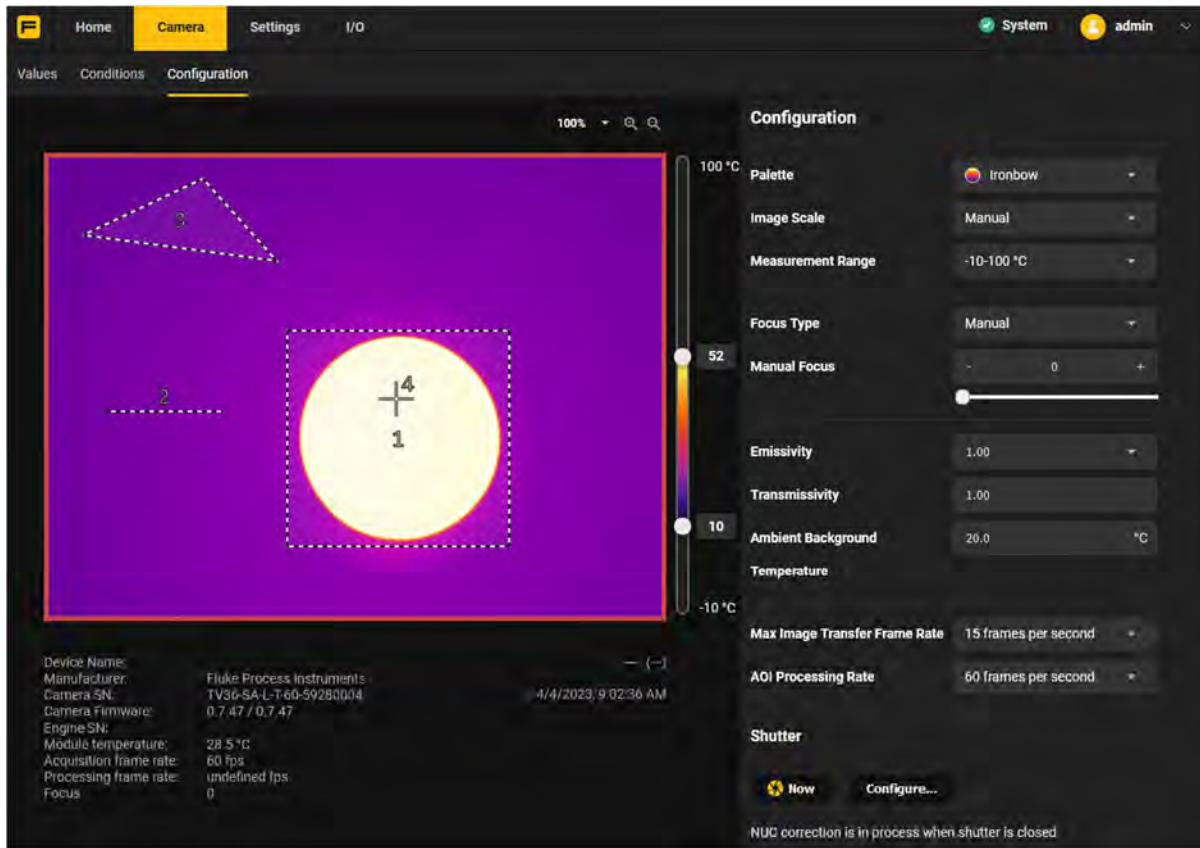 Home Camera Settings I/O System admin
Values Conditions Configuration
100%
100 °C
3
2
4
1
52
10
-10 °C
Device Name:
Manufacturer: Fluke Process Instruments
Camera SN: TV30-SA-L-T-60-59280004
4/4/2023, 9:02:36 AM
Camera Firmware: 0.7.47 / 0.7.47
Engine SN:
Module temperature: 28.5 °C
Acquisition frame rate: 60 fps
Processing frame rate: undefined fps
Focus 0
Configuration
Palette Ironbow
Image Scale Manual
Measurement Range -10-100 °C
Focus Type Manual
Manual Focus - 0 +
Emissivity 1.00
Transmissivity 1.00
Ambient Background 20.0 °C
Temperature
Max Image Transfer Frame Rate 15 frames per second
AOI Processing Rate 60 frames per second
Shutter
Now Configure...
NUC correction is in process when shutter is closed